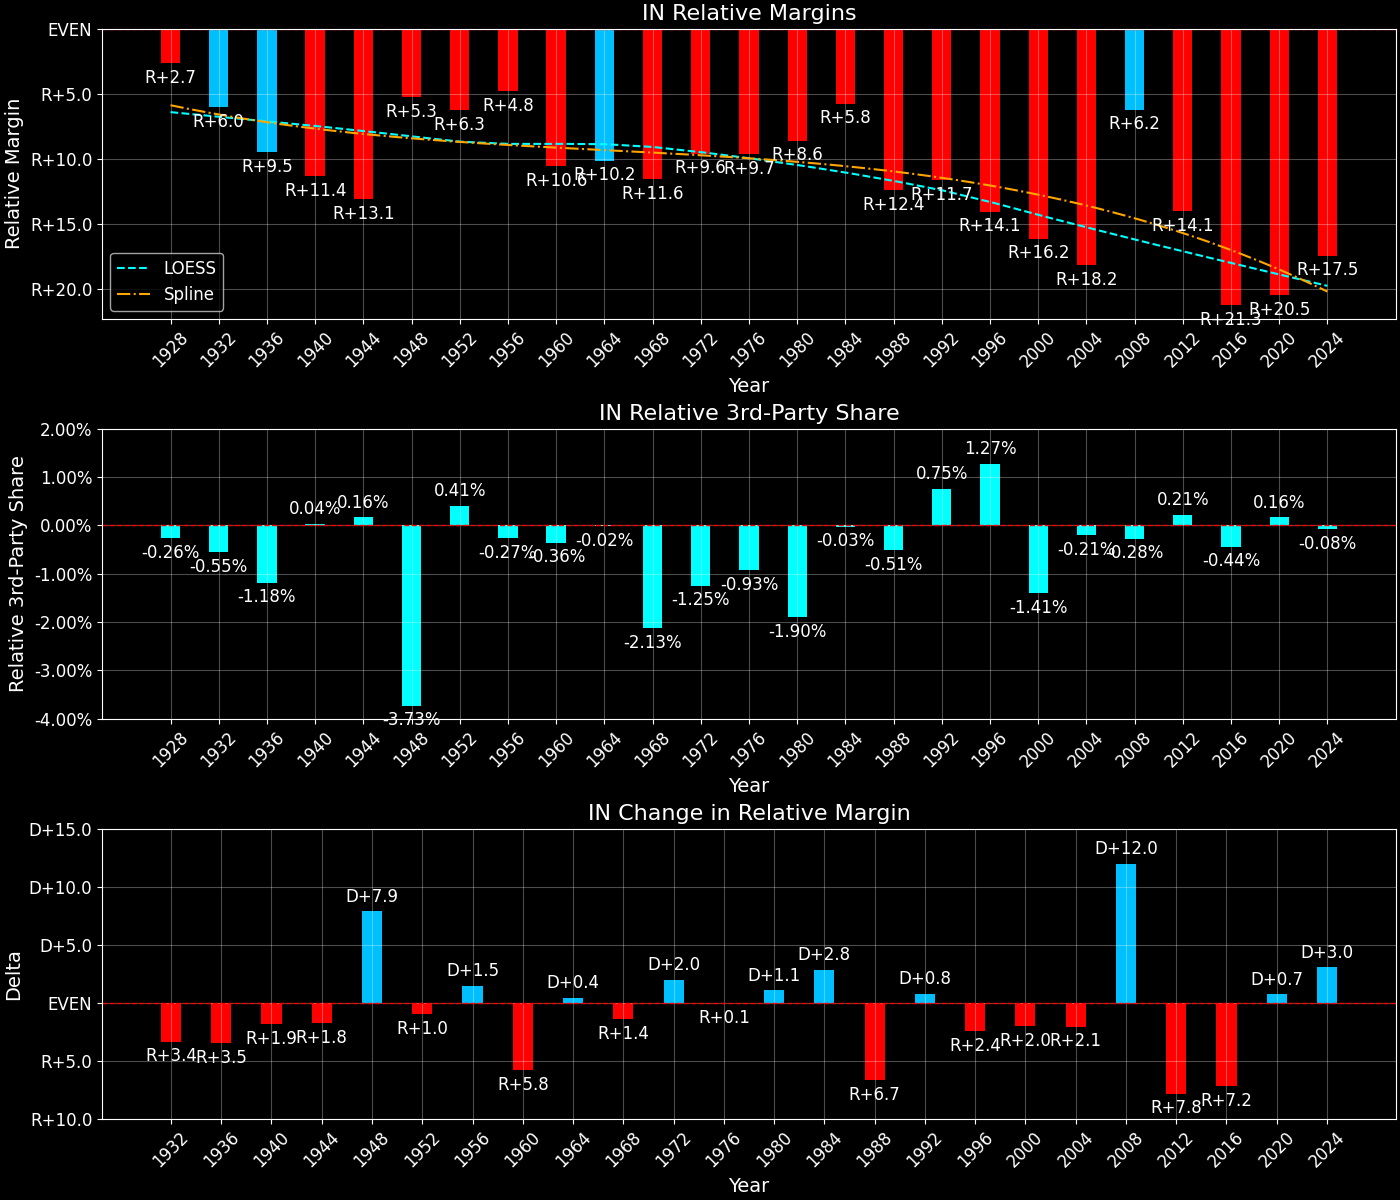 IN Relative Margins
EVEN
R+5.0
R+10.0
R+15.0
R+20.0
Relative Margin
R+2.7
R+6.0
R+9.5
R+11.4
R+13.1
R+5.3
R+6.3
R+4.8
R+10.6
R+10.2
R+11.6
R+9.6
R+9.7
R+8.6
R+5.8
R+12.4
R+11.7
R+14.1
R+16.2
R+18.2
R+6.2
R+14.1
R+21.3
R+20.5
R+17.5
LOESS
Spline
1928 1932 1936 1940 1944 1948 1952 1956 1960 1964 1968 1972 1976 1980 1984 1988 1992 1996 2000 2004 2008 2012 2016 2020 2024
Year
IN Relative 3rd-Party Share
2.00%
1.00%
0.00%
-1.00%
-2.00%
-3.00%
-4.00%
Relative 3rd-Party Share
-0.26%
-0.55%
-1.18%
0.04%
0.16%
-3.73%
0.41%
-0.27%
-0.36%
-0.02%
-2.13%
-1.25%
-0.93%
-1.90%
-0.03%
-0.51%
0.75%
1.27%
-1.41%
-0.21%
-0.28%
0.21%
-0.44%
0.16%
-0.08%
1928 1932 1936 1940 1944 1948 1952 1956 1960 1964 1968 1972 1976 1980 1984 1988 1992 1996 2000 2004 2008 2012 2016 2020 2024
Year
IN Change in Relative Margin
D+15.0
D+10.0
D+5.0
EVEN
R+5.0
R+10.0
Delta
R+3.4
R+3.5
R+1.9
R+1.8
D+7.9
R+1.0
D+1.5
R+5.8
D+0.4
R+1.4
D+2.0
R+0.1
D+1.1
D+2.8
R+6.7
D+0.8
R+2.4
R+2.0
R+2.1
D+12.0
R+7.8
R+7.2
D+0.7
D+3.0
1932 1936 1940 1944 1948 1952 1956 1960 1964 1968 1972 1976 1980 1984 1988 1992 1996 2000 2004 2008 2012 2016 2020 2024
Year